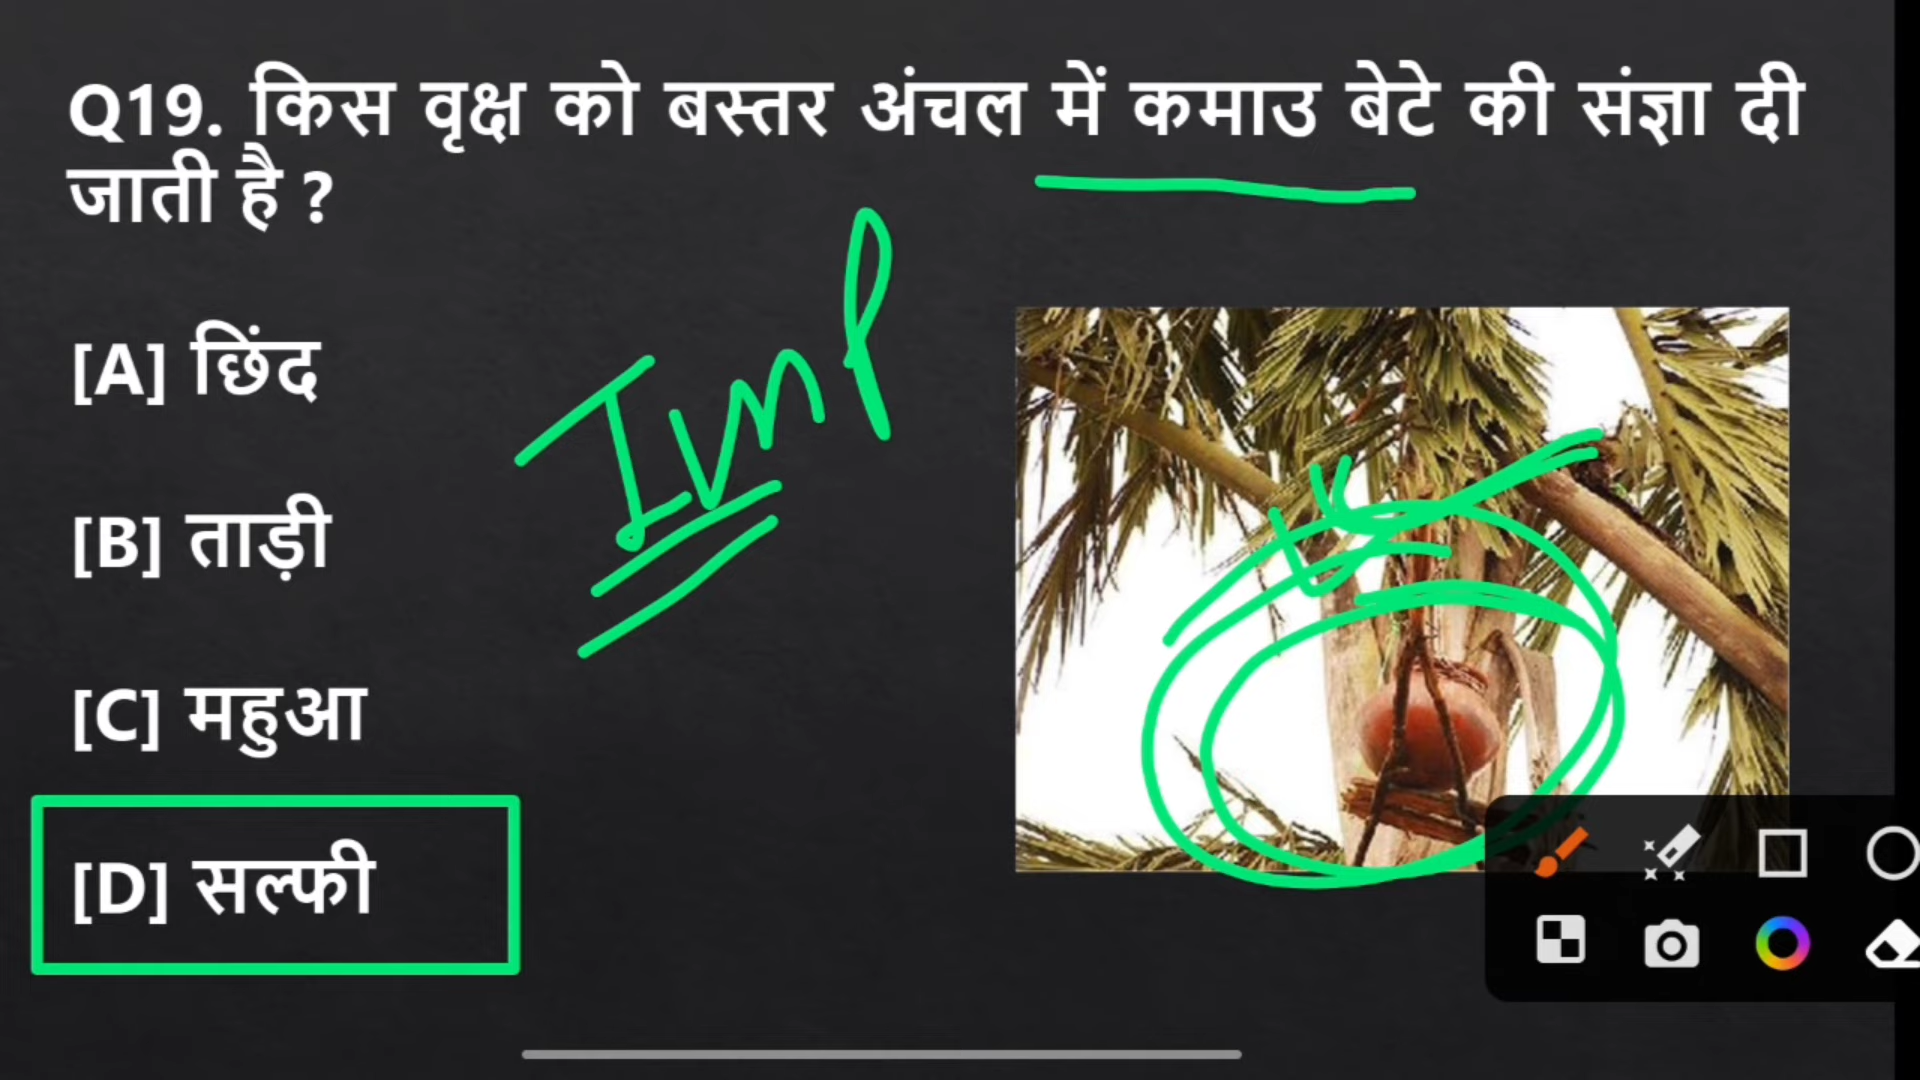 Q19. किस वृक्ष को बस्तर अंचल में कमाउ बेटे की संज्ञा दी
जाती है ?
Imp
[A] छिंद
[B] ताड़ी
[C] महुआ
[D] सल्फी